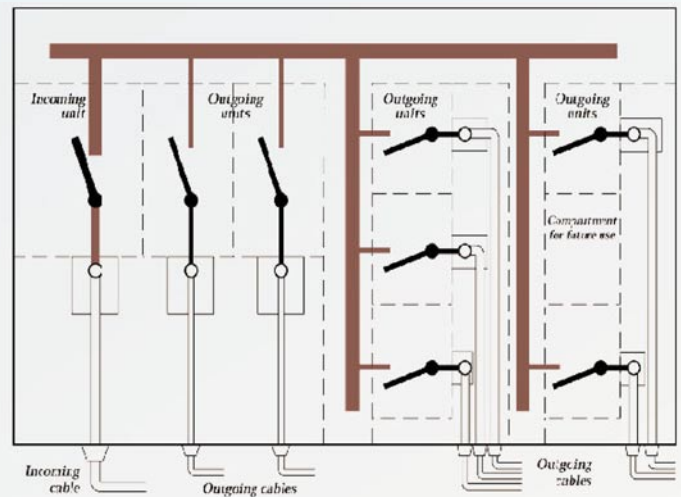 Incoming
unit
Outgoing
units
Outgoing
units
Outgoing
units
Compartment
for future use
Incoming
cable
Outgoing cables
Outgoing
cables